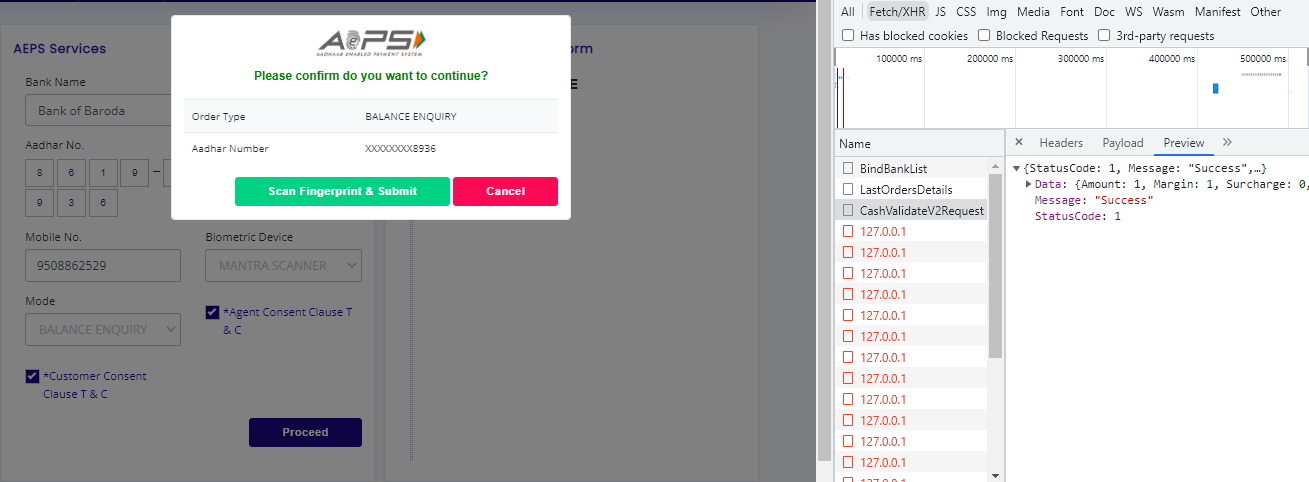 AEPS Services
Form
Bank Name
Bank of Baroda
Aadhar No.
8 6 1 9 –
9 3 6
Mobile No.
Biometric Device
9508862529
MANTRA SCANNER
Mode
BALANCE ENQUIRY
*Agent Consent Clause T
& C
*Customer Consent
Clause T & C
Proceed
AePS
AADHAAR ENABLED PAYMENT SYSTEM
Please confirm do you want to continue?
Order Type BALANCE ENQUIRY
Aadhar Number XXXXXXXX8936
Scan Fingerprint & Submit Cancel
All Fetch/XHR JS CSS Img Media Font Doc WS Wasm Manifest Other
Has blocked cookies Blocked Requests 3rd-party requests
100000 ms 200000 ms 300000 ms 400000 ms 500000 ms
Name
BindBankList
LastOrdersDetails
CashValidateV2Request
127.0.0.1
127.0.0.1
127.0.0.1
127.0.0.1
127.0.0.1
127.0.0.1
127.0.0.1
127.0.0.1
127.0.0.1
127.0.0.1
127.0.0.1
127.0.0.1
× Headers Payload Preview »
{StatusCode: 1, Message: "Success",…}
Data: {Amount: 1, Margin: 1, Surcharge: 0,
Message: "Success"
StatusCode: 1